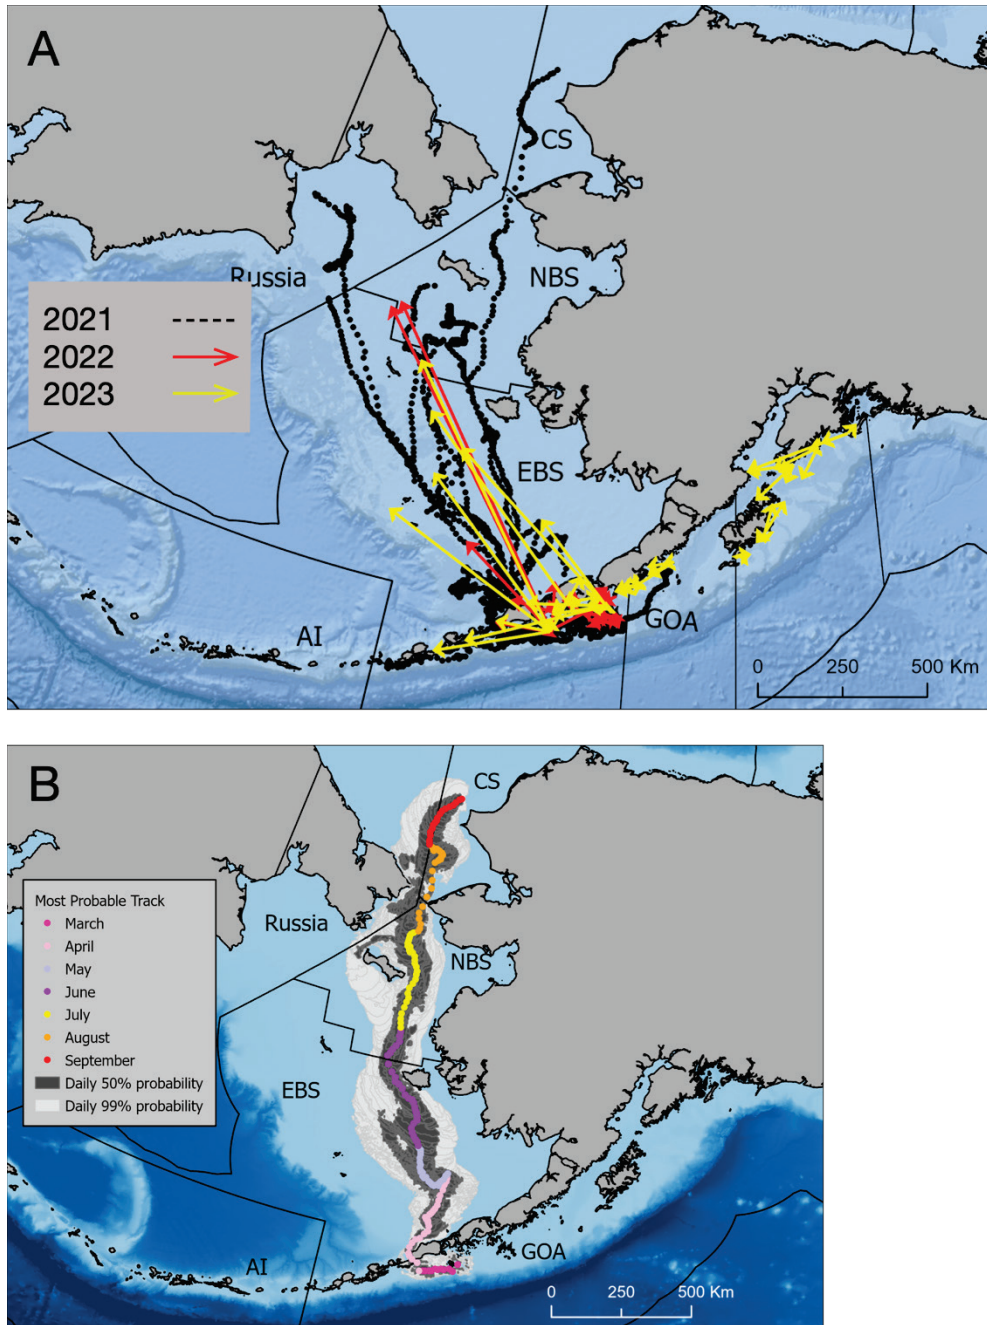 A
CS
Russia
NBS
2021
2022
2023
EBS
AI
GOA
0 250 500 Km
B
CS
Most Probable Track
March
April
May
June
July
August
September
Daily 50% probability
Daily 99% probability
Russia
NBS
EBS
AI
GOA
0 250 500 Km